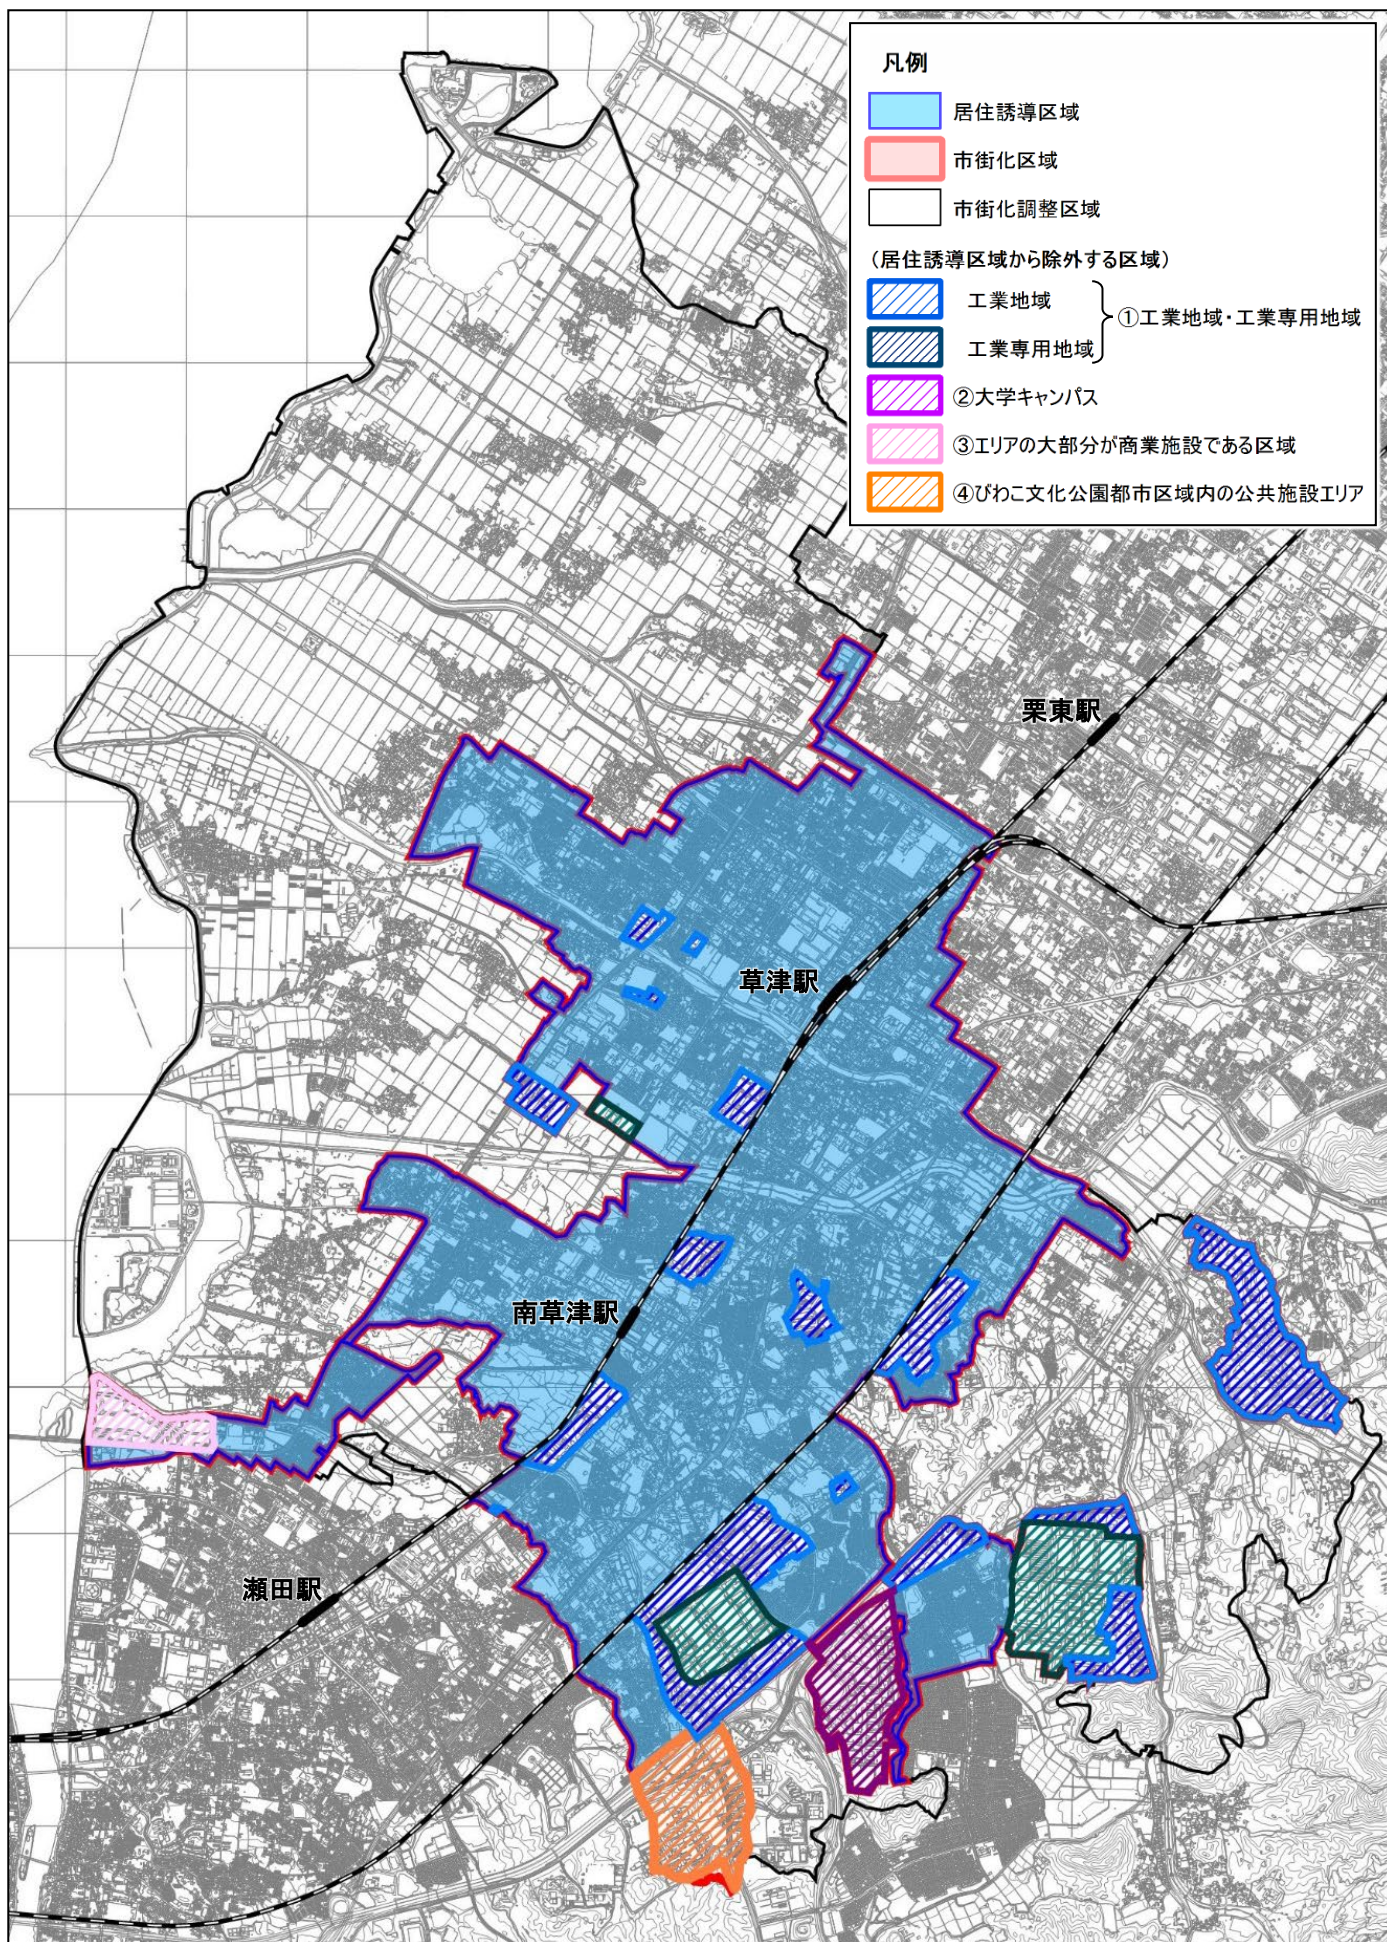 凡例
居住誘導区域
市街化区域
市街化調整区域
（居住誘導区域から除外する区域）
工業地域
①工業地域・工業専用地域
工業専用地域
②大学キャンパス
③エリアの大部分が商業施設である区域
④びわこ文化公園都市区域内の公共施設エリア
栗東駅
草津駅
南草津駅
瀬田駅